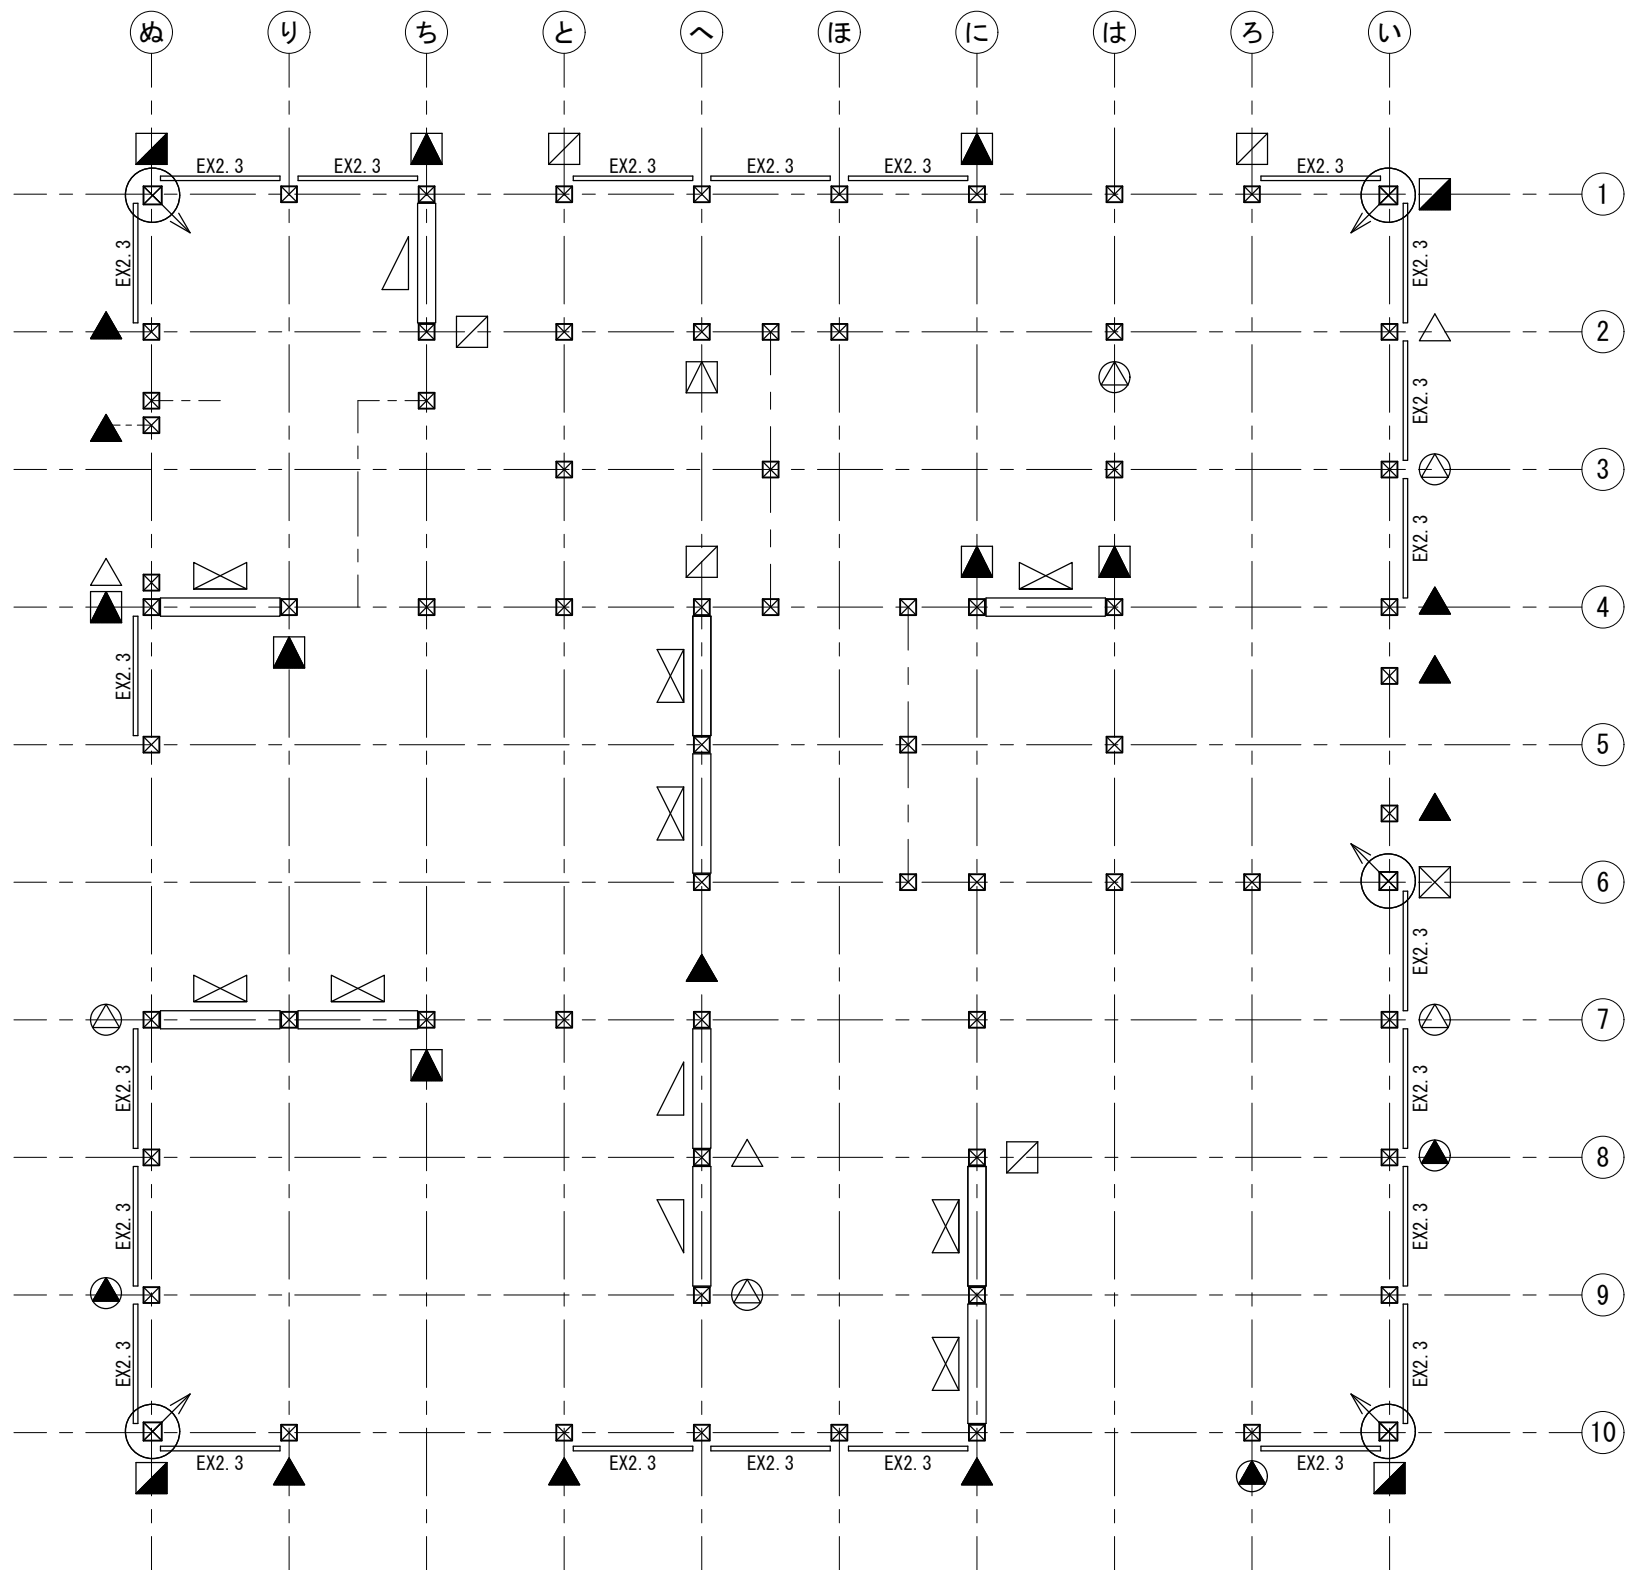 ぬ り ち と へ ほ に は ろ い
EX2.3 EX2.3 EX2.3 EX2.3 EX2.3 EX2.3
1
EX2.3 EX2.3
2
EX2.3
3
EX2.3
4
EX2.3
5
6
EX2.3
7
EX2.3 EX2.3
8
EX2.3 EX2.3
9
EX2.3 EX2.3
10
EX2.3 EX2.3 EX2.3 EX2.3 EX2.3